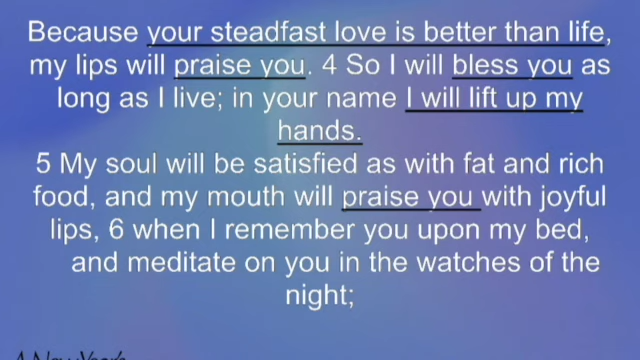 Because your steadfast love is better than life,
my lips will praise you. 4 So I will bless you as
long as I live; in your name I will lift up my
hands.
5 My soul will be satisfied as with fat and rich
food, and my mouth will praise you with joyful
lips, 6 when I remember you upon my bed,
and meditate on you in the watches of the
night;
A New Year's